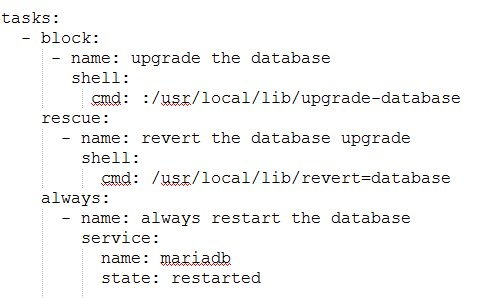 tasks:
  - block:
     - name: upgrade the database
       shell:
         cmd: :/usr/local/lib/upgrade-database
    rescue:
      - name: revert the database upgrade
        shell:
          cmd: /usr/local/lib/revert=database
    always:
      - name: always restart the database
        service:
          name: mariadb
          state: restarted